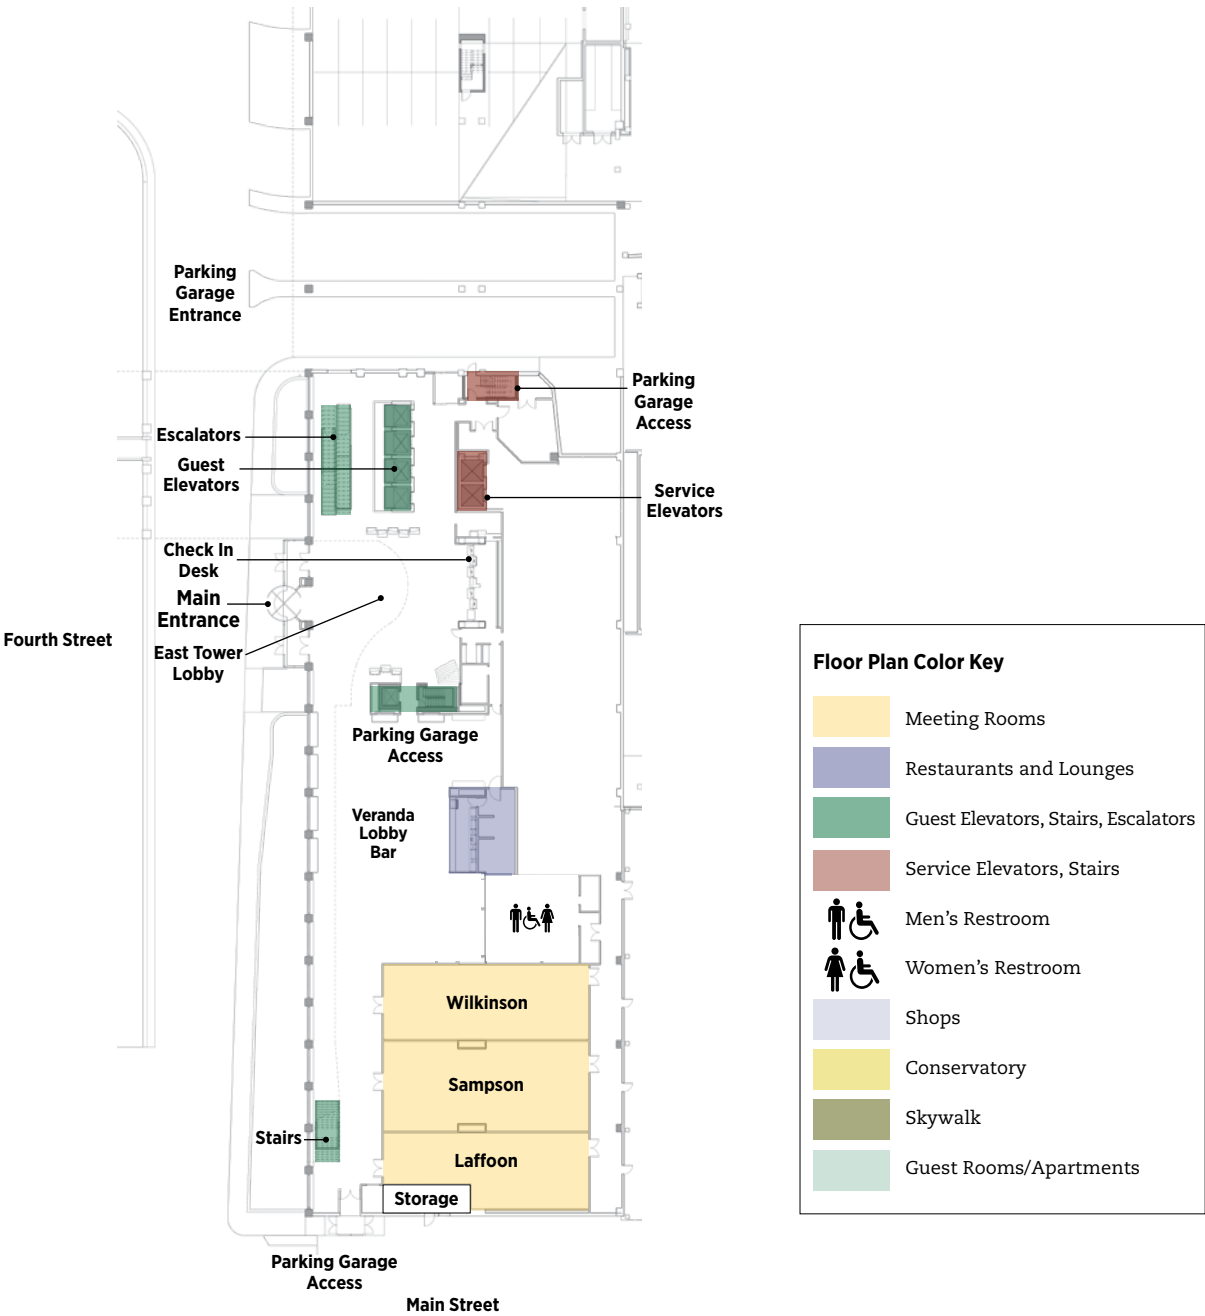 Parking
Garage
Entrance
Parking
Garage
Access
Escalators
Guest
Elevators
Service
Elevators
Check In
Desk
Main
Entrance
Fourth Street
East Tower
Lobby
Parking Garage
Access
Veranda
Lobby
Bar
Wilkinson
Sampson
Stairs
Laffoon
Storage
Parking Garage
Access
Main Street
Floor Plan Color Key
Meeting Rooms
Restaurants and Lounges
Guest Elevators, Stairs, Escalators
Service Elevators, Stairs
Men's Restroom
Women's Restroom
Shops
Conservatory
Skywalk
Guest Rooms/Apartments